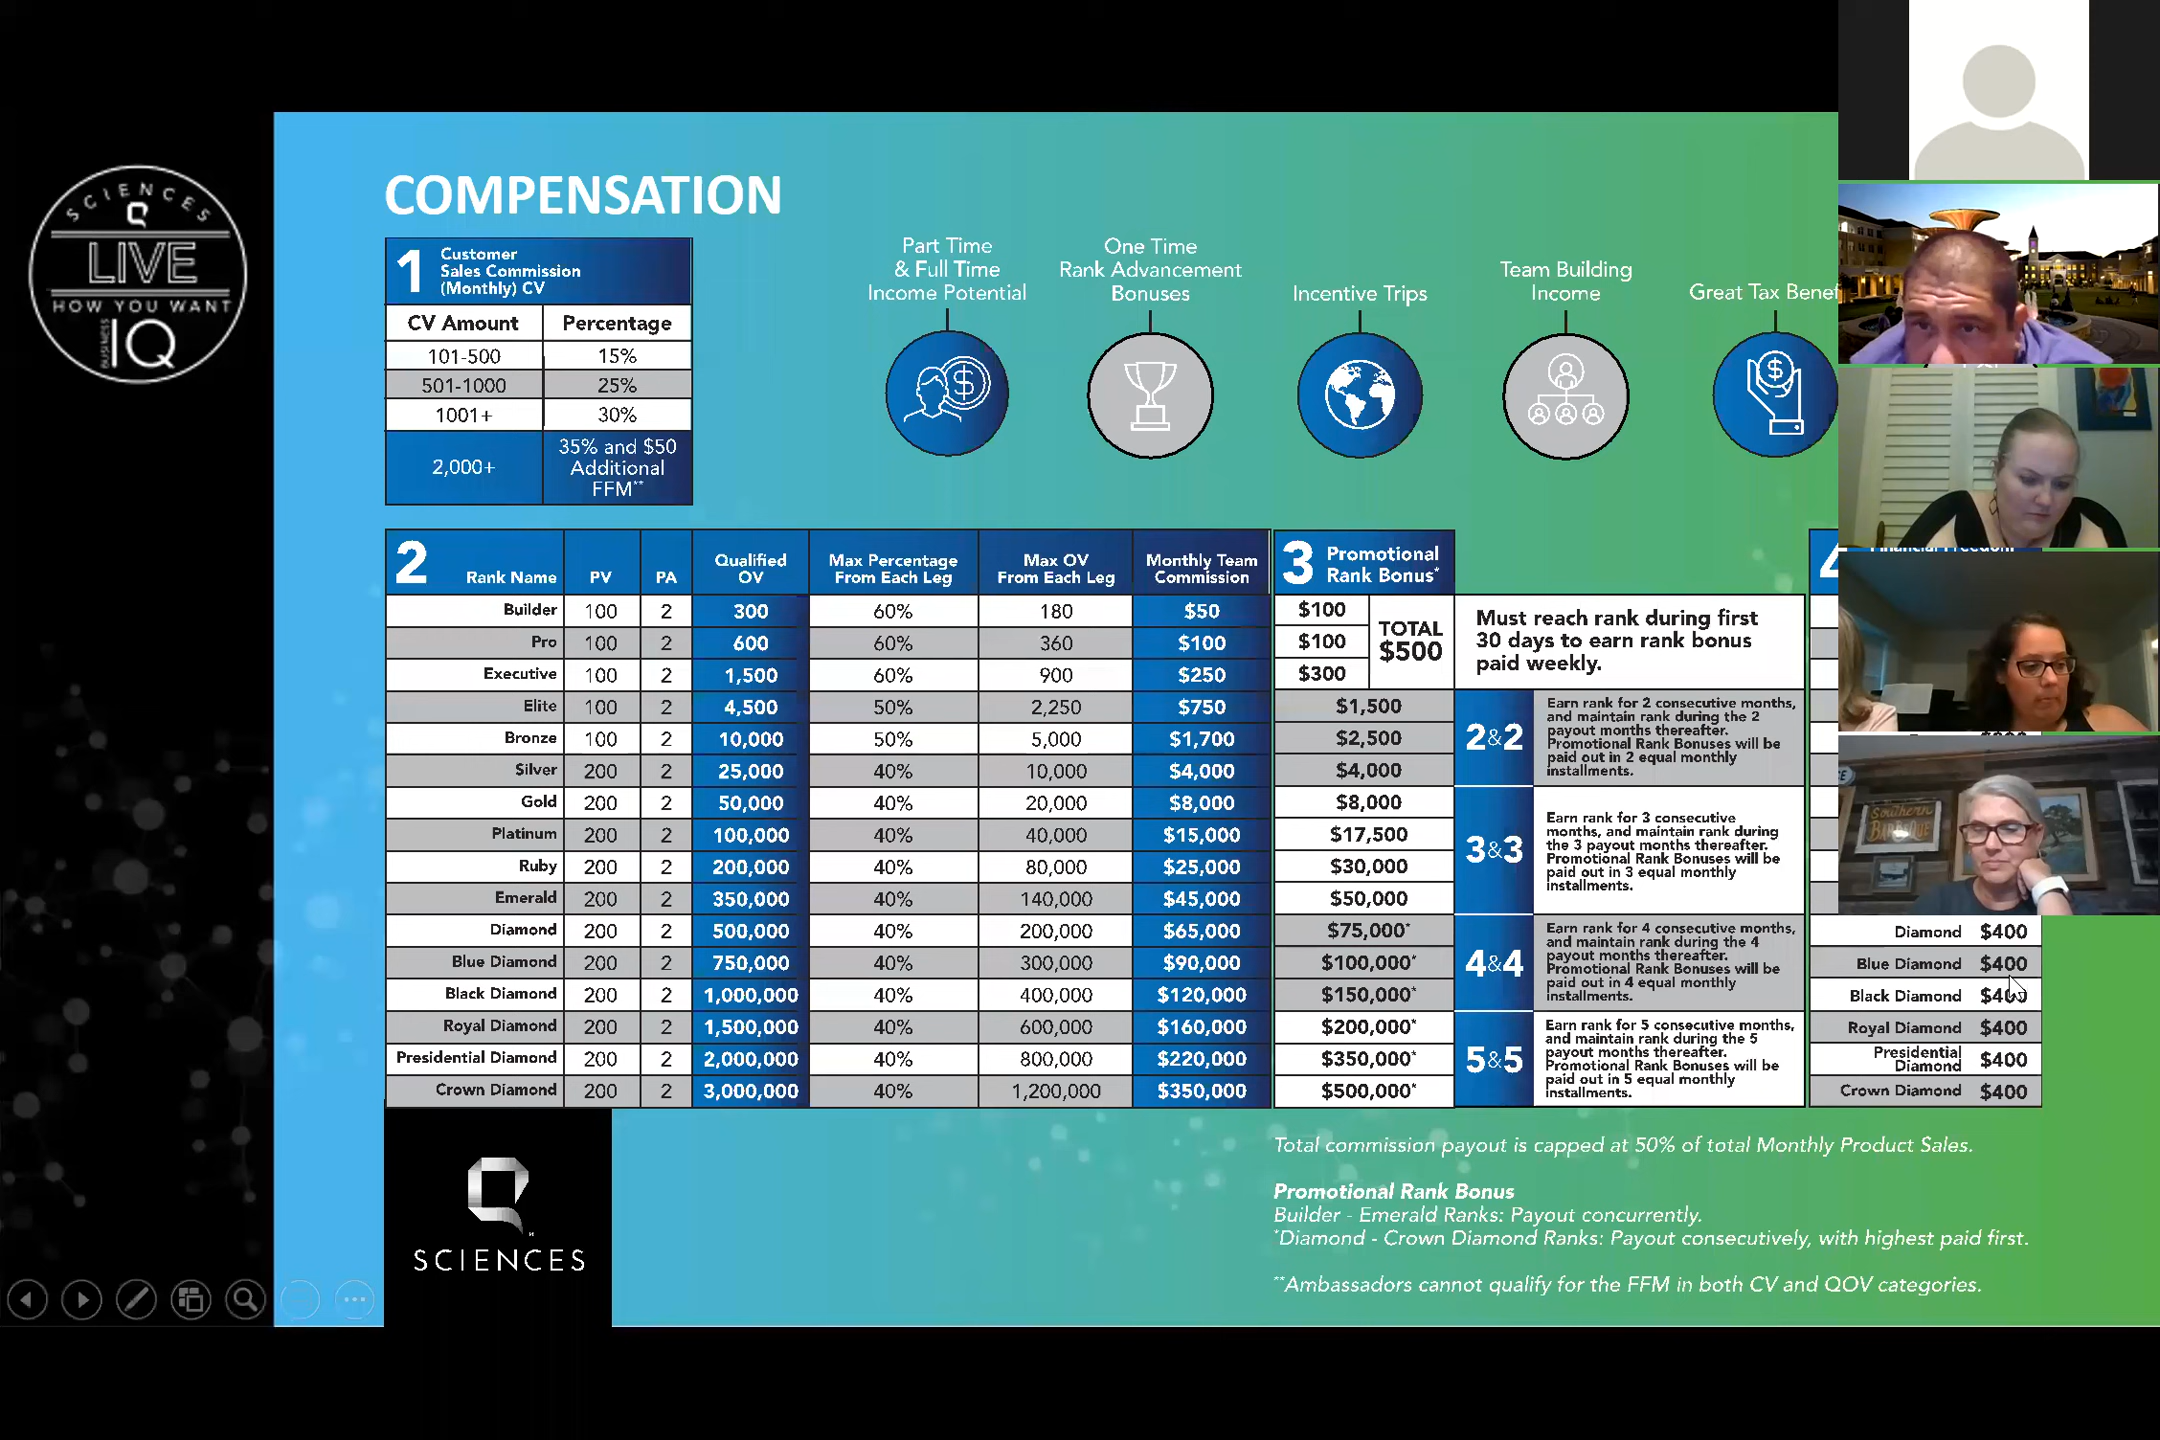 SCIENCES
LIVE
HOW YOU WANT
BUSINESS
IQ
COMPENSATION
1 Customer
Sales Commission
(Monthly) CV
CV Amount Percentage
101-500 15%
501-1000 25%
1001+ 30%
2,000+ 35% and $50
Additional
FFM**
Part Time
& Full Time
Income Potential
One Time
Rank Advancement
Bonuses
Incentive Trips
Team Building
Income
Great Tax Benef
2 Rank Name PV PA Qualified OV Max Percentage From Each Leg Max OV From Each Leg Monthly Team Commission
Builder 100 2 300 60% 180 $50
Pro 100 2 600 60% 360 $100
Executive 100 2 1,500 60% 900 $250
Elite 100 2 4,500 50% 2,250 $750
Bronze 100 2 10,000 50% 5,000 $1,700
Silver 200 2 25,000 40% 10,000 $4,000
Gold 200 2 50,000 40% 20,000 $8,000
Platinum 200 2 100,000 40% 40,000 $15,000
Ruby 200 2 200,000 40% 80,000 $25,000
Emerald 200 2 350,000 40% 140,000 $45,000
Diamond 200 2 500,000 40% 200,000 $65,000
Blue Diamond 200 2 750,000 40% 300,000 $90,000
Black Diamond 200 2 1,000,000 40% 400,000 $120,000
Royal Diamond 200 2 1,500,000 40% 600,000 $160,000
Presidential Diamond 200 2 2,000,000 40% 800,000 $220,000
Crown Diamond 200 2 3,000,000 40% 1,200,000 $350,000
3 Promotional
Rank Bonus*
$100
$100
$300
TOTAL
$500
Must reach rank during first
30 days to earn rank bonus
paid weekly.
$1,500
$2,500
$4,000
2&2
Earn rank for 2 consecutive months,
and maintain rank during the 2
payout months thereafter.
Promotional Rank Bonuses will be
paid out in 2 equal monthly
installments.
$8,000
$17,500
$30,000
$50,000
3&3
Earn rank for 3 consecutive
months, and maintain rank during
the 3 payout months thereafter.
Promotional Rank Bonuses will be
paid out in 3 equal monthly
installments.
$75,000*
$100,000*
$150,000*
4&4
Earn rank for 4 consecutive months,
and maintain rank during the 4
payout months thereafter.
Promotional Rank Bonuses will be
paid out in 4 equal monthly
installments.
$200,000*
$350,000*
$500,000*
5&5
Earn rank for 5 consecutive months,
and maintain rank during the 5
payout months thereafter.
Promotional Rank Bonuses will be
paid out in 5 equal monthly
installments.
4
Southern
BARBEQUE
Diamond $400
Blue Diamond $400
Black Diamond $400
Royal Diamond $400
Presidential
Diamond $400
Crown Diamond $400
Total commission payout is capped at 50% of total Monthly Product Sales.
Promotional Rank Bonus
Builder - Emerald Ranks: Payout concurrently.
*Diamond - Crown Diamond Ranks: Payout consecutively, with highest paid first.
**Ambassadors cannot qualify for the FFM in both CV and QOV categories.
SCIENCES